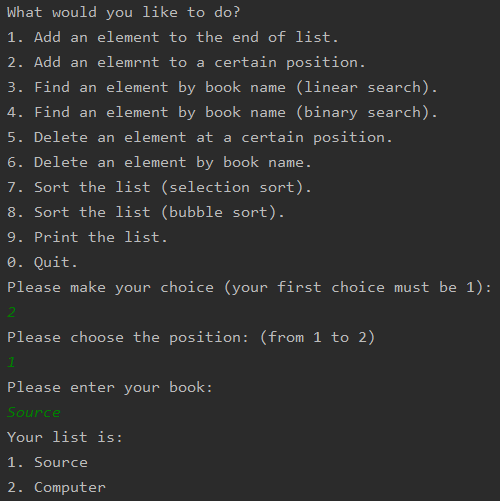 What would you like to do?
1. Add an element to the end of list.
2. Add an elemrnt to a certain position.
3. Find an element by book name (linear search).
4. Find an element by book name (binary search).
5. Delete an element at a certain position.
6. Delete an element by book name.
7. Sort the list (selection sort).
8. Sort the list (bubble sort).
9. Print the list.
0. Quit.
Please make your choice (your first choice must be 1):
2
Please choose the position: (from 1 to 2)
1
Please enter your book:
Source
Your list is:
1. Source
2. Computer